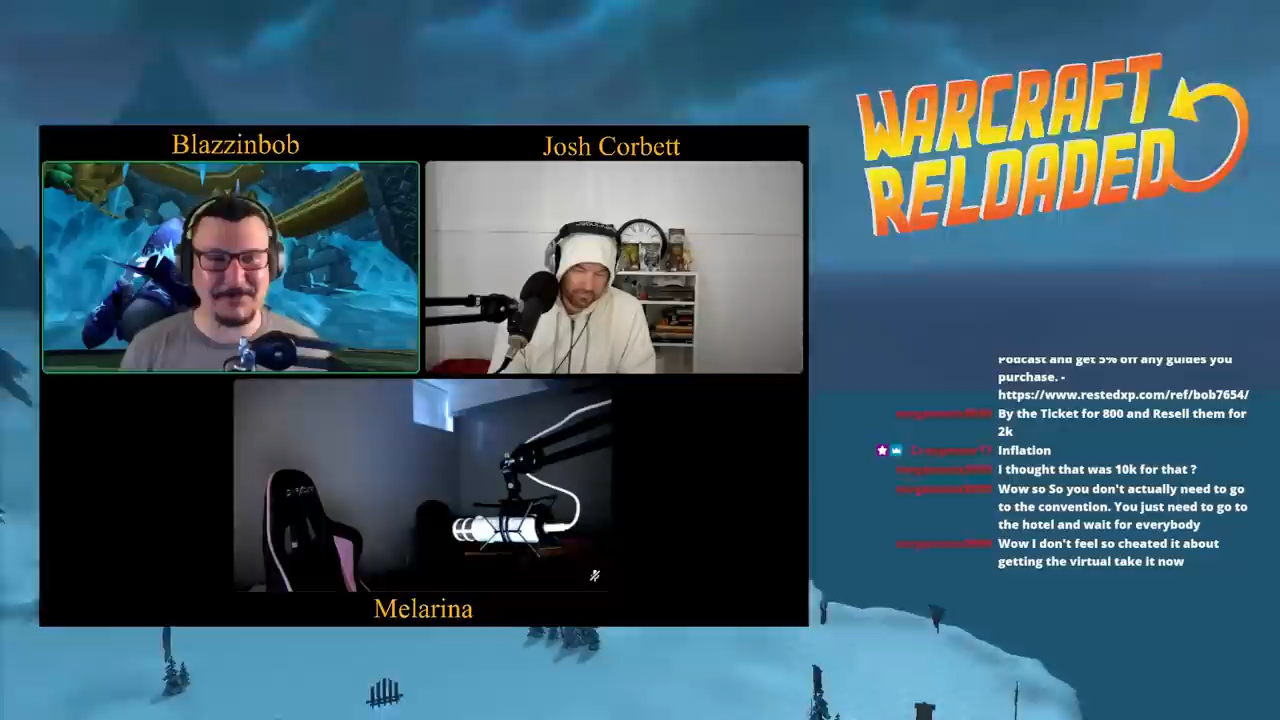 Blazzinbob
Josh Corbett
Melarina
WARCRAFT
RELOADED
Podcast and get 5% off any guides you
purchase. -
https://www.restedxp.com/ref/bob7654/
By the Ticket for 800 and Resell them for
2k
Inflation
I thought that was 10k for that ?
Wow so So you don't actually need to go
to the convention. You just need to go to
the hotel and wait for everybody
Wow I don't feel so cheated it about
getting the virtual take it now